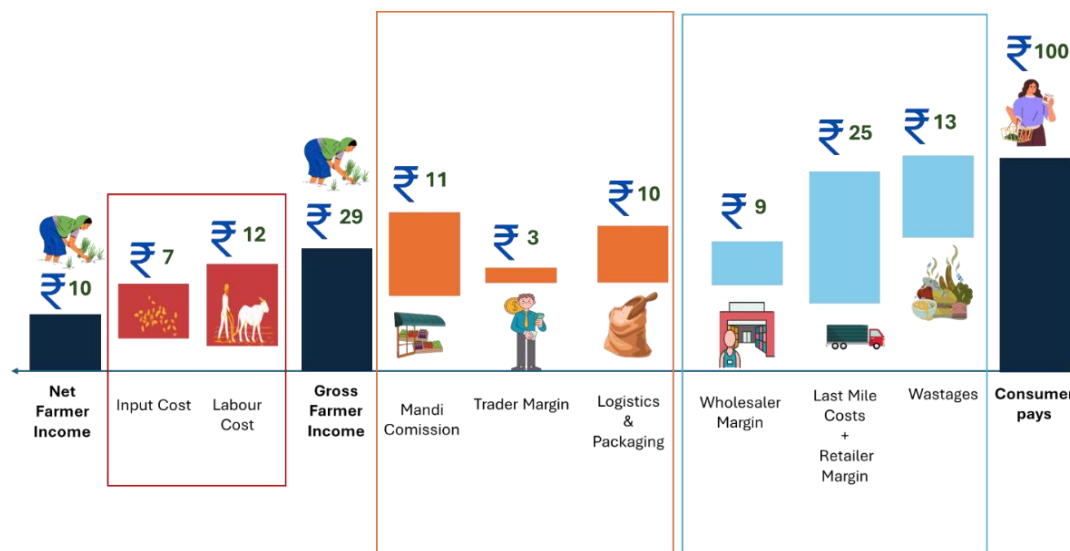 ₹ 10
₹ 7
₹ 12
₹ 29
₹ 11
₹ 3
₹ 10
₹ 9
₹ 25
₹ 13
₹ 100
Net
Farmer
Income
Input Cost
Labour
Cost
Gross
Farmer
Income
Mandi
Comission
Trader Margin
Logistics
&
Packaging
Wholesaler
Margin
Last Mile
Costs
+
Retailer
Margin
Wastages
Consumer
pays